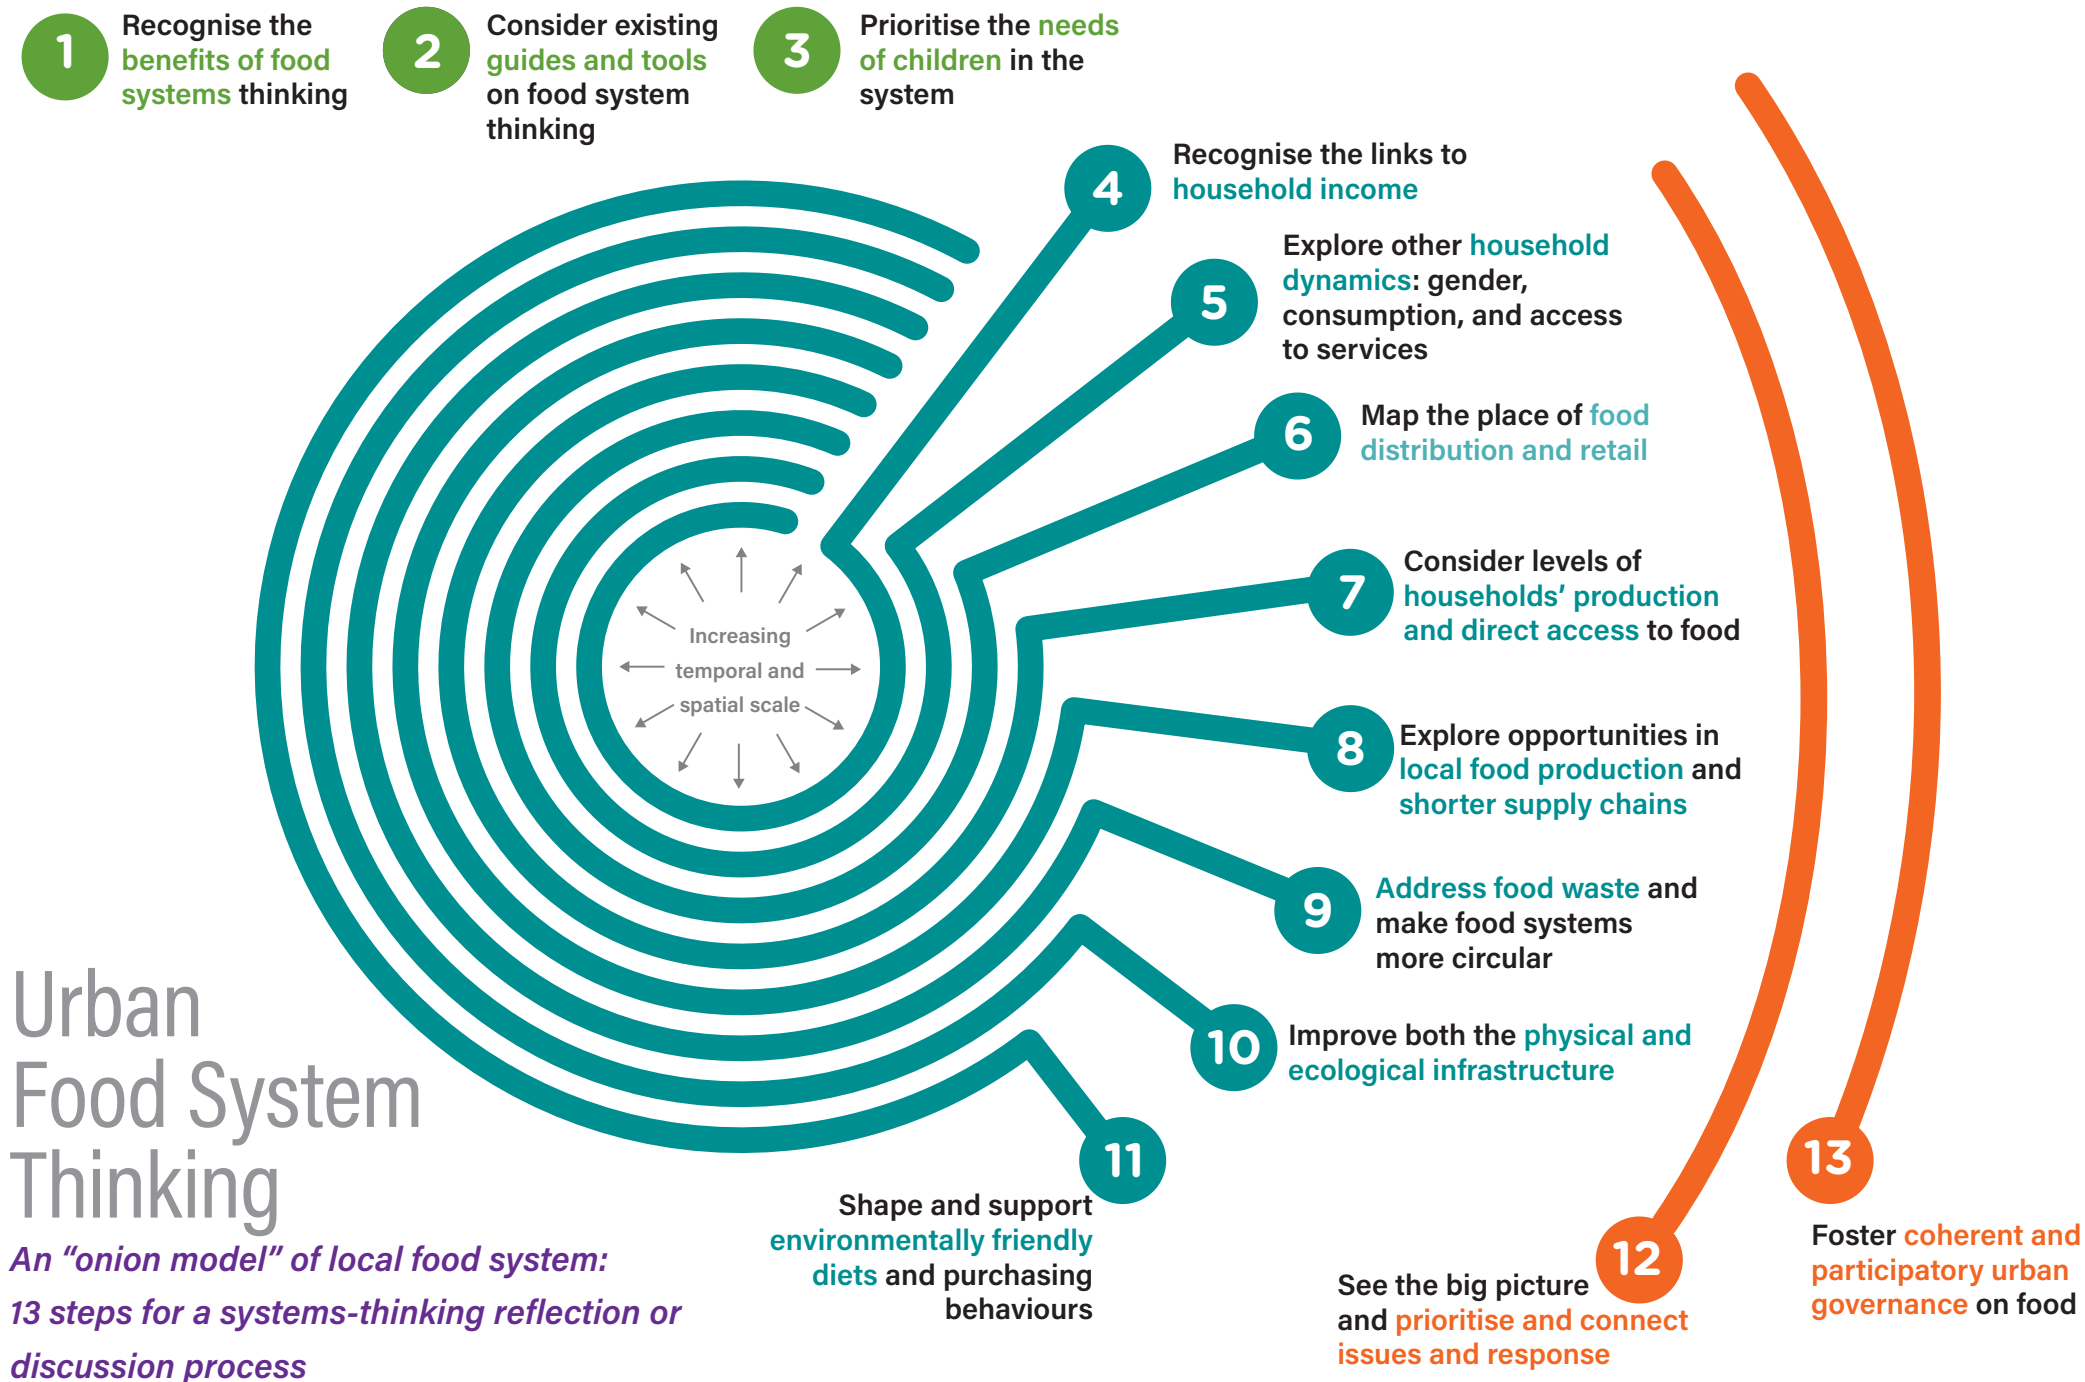 1
Recognise the
benefits of food
systems thinking
2
Consider existing
guides and tools
on food system
thinking
3
Prioritise the needs
of children in the
system
4
Recognise the links to
household income
5
Explore other household
dynamics: gender,
consumption, and access
to services
6
Map the place of food
distribution and retail
7
Consider levels of
households’ production
and direct access to food
8
Explore opportunities in
local food production and
shorter supply chains
9
Address food waste and
make food systems
more circular
10
Improve both the physical and
ecological infrastructure
11
Shape and support
environmentally friendly
diets and purchasing
behaviours
12
See the big picture
and prioritise and connect
issues and response
13
Foster coherent and
participatory urban
governance on food
Increasing
temporal and
spatial scale
Urban
Food System
Thinking
An “onion model” of local food system:
13 steps for a systems-thinking reflection or
discussion process